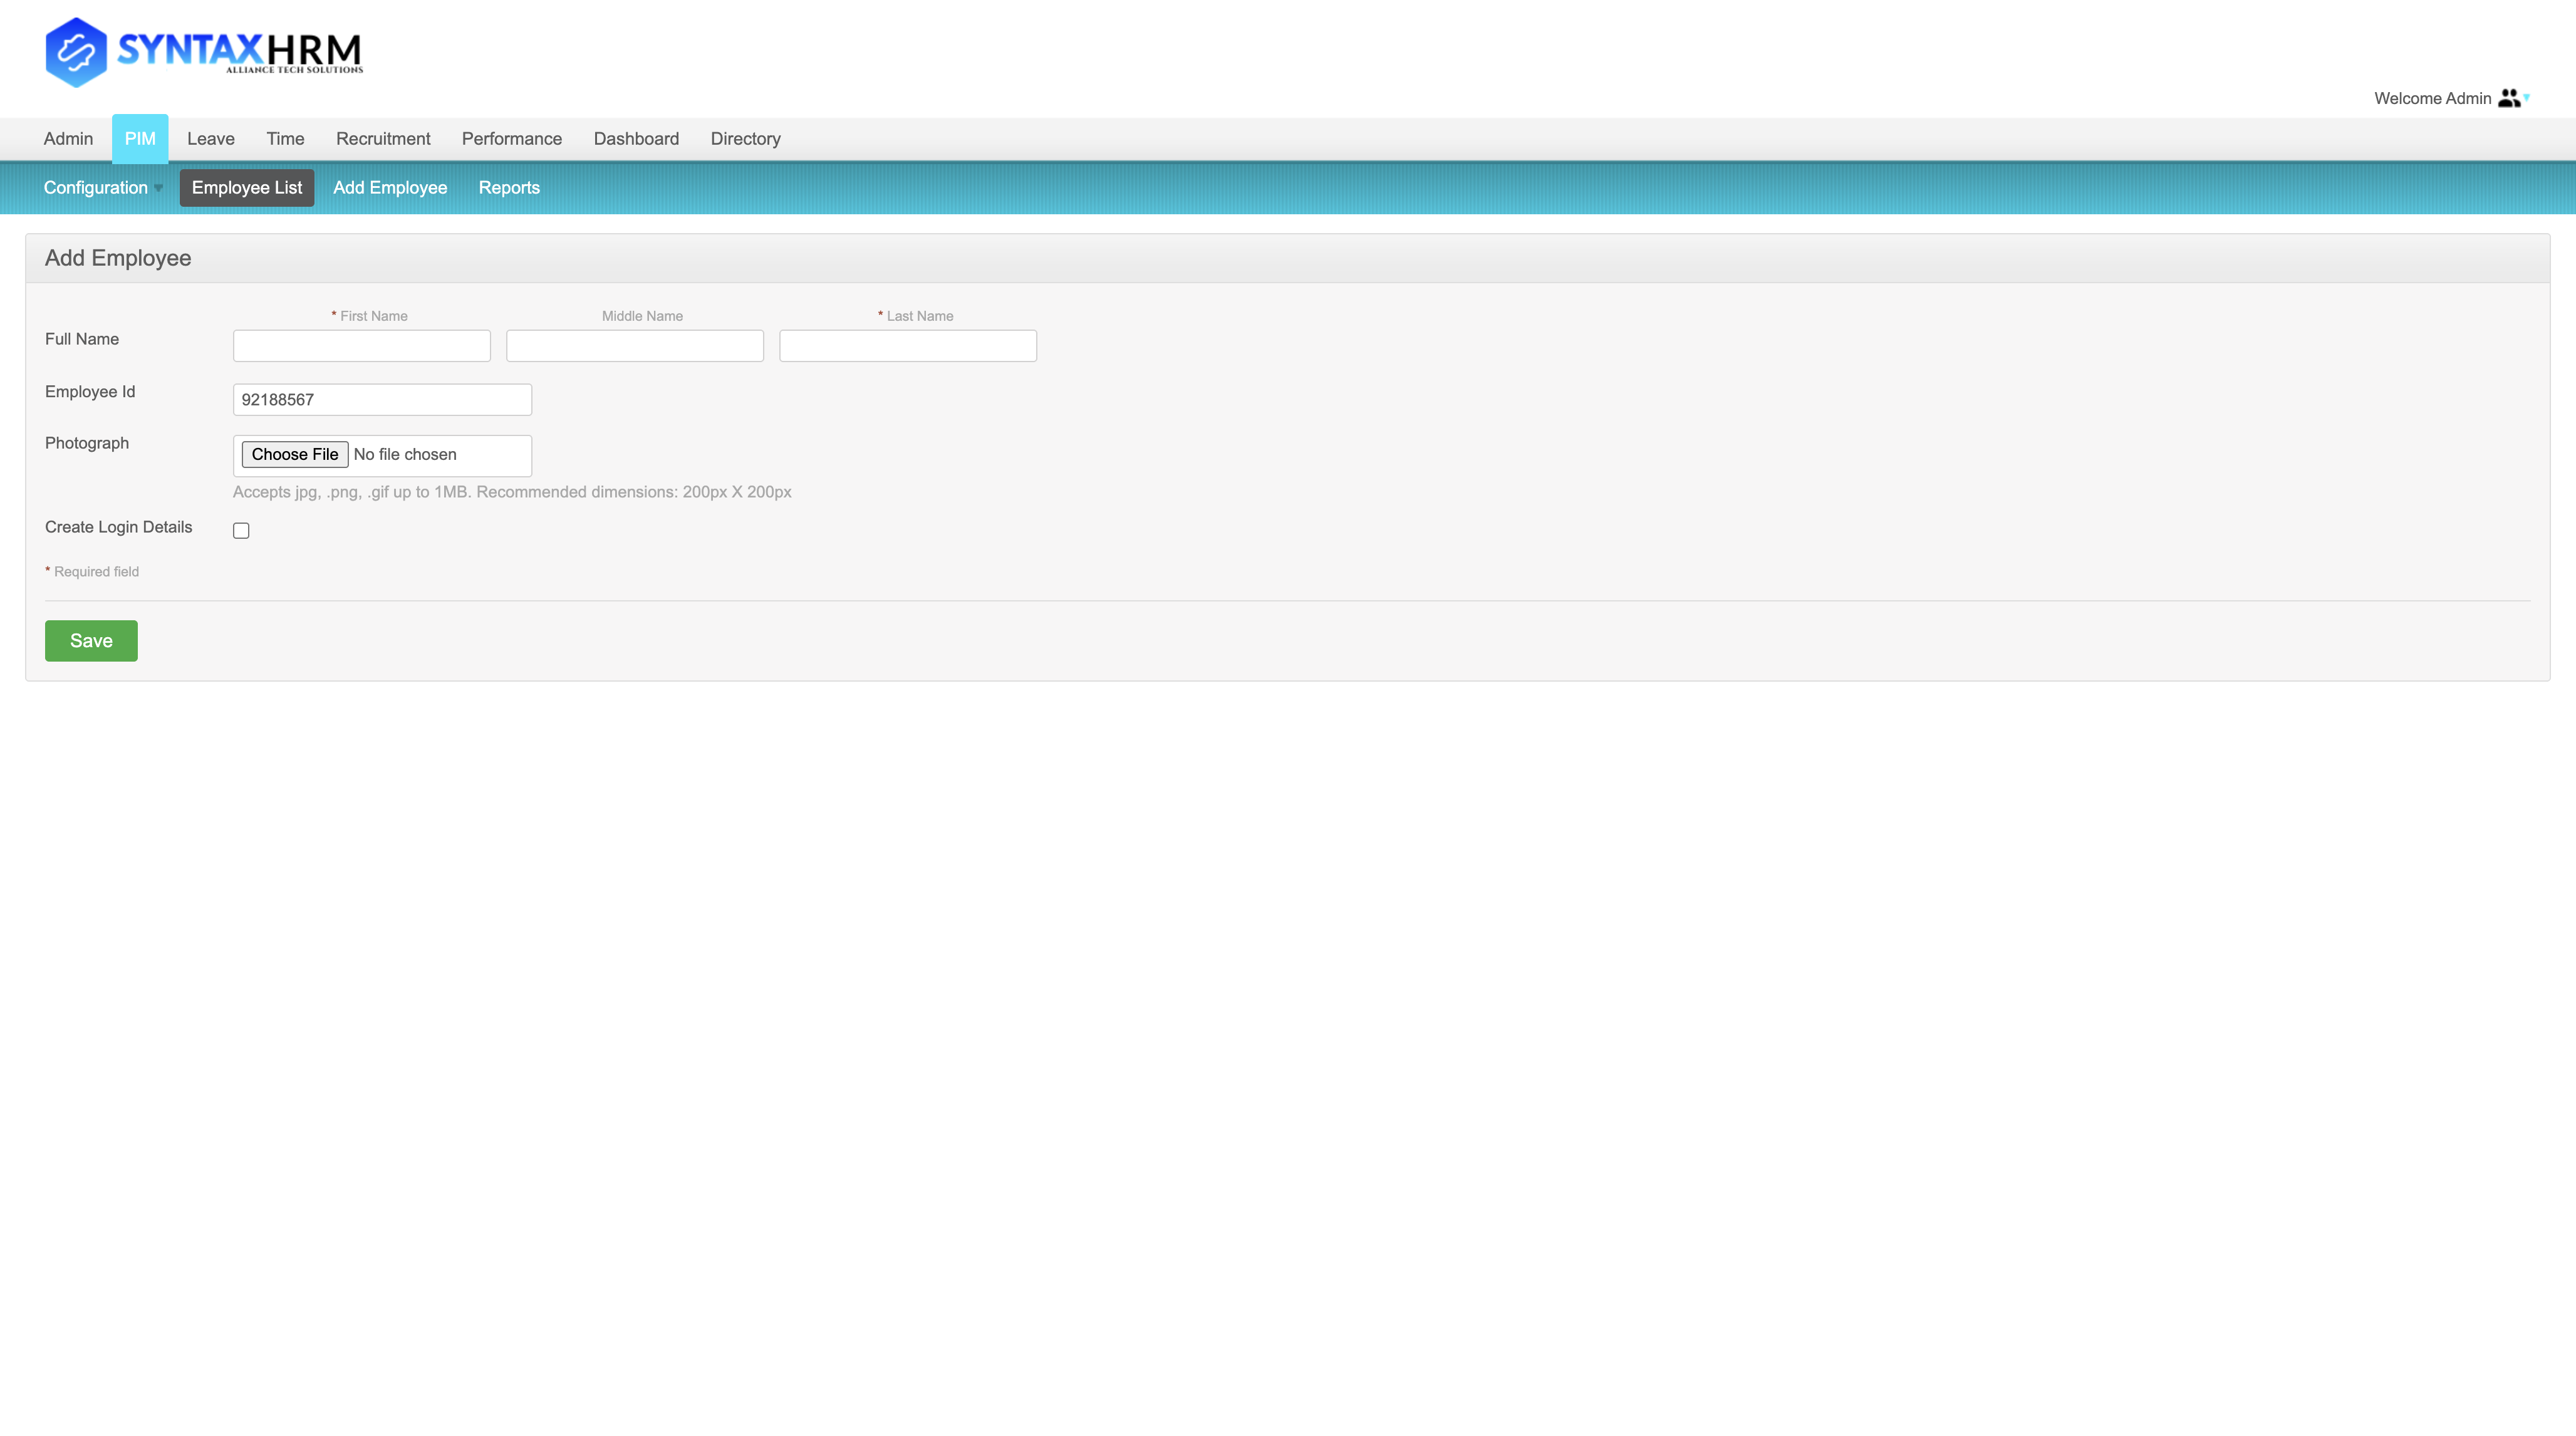 SYNTAXHRM
ALLIANCE TECH SOLUTIONS
Welcome Admin
Admin PIM Leave Time Recruitment Performance Dashboard Directory
Configuration Employee List Add Employee Reports
Add Employee
* First Name Middle Name * Last Name
Full Name
Employee Id 92188567
Photograph Choose File No file chosen
Accepts jpg, .png, .gif up to 1MB. Recommended dimensions: 200px X 200px
Create Login Details
* Required field
Save